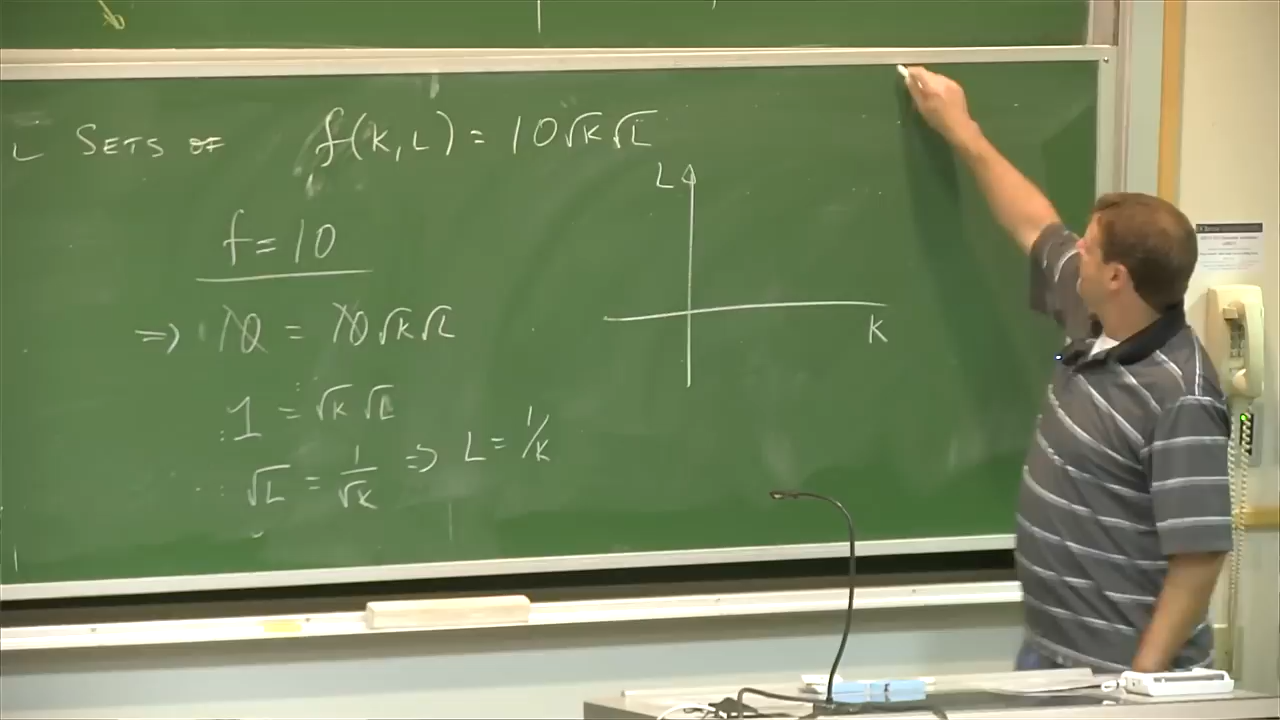 L SETS OF f(K,L) = 10√K√L
L
f = 10
K
=> 10 = 10√K√L
1 = √K √L
√L = 1/√K => L = 1/K